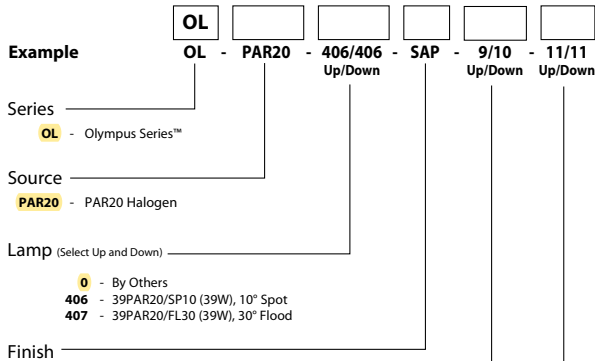 OL
Example OL - PAR20 - 406/406 - SAP - 9/10 - 11/11
Up/Down Up/Down Up/Down
Series
OL - Olympus Series™
Source
PAR20 - PAR20 Halogen
Lamp (Select Up and Down)
0 - By Others
406 - 39PAR20/SP10 (39W), 10° Spot
407 - 39PAR20/FL30 (39W), 30° Flood
Finish